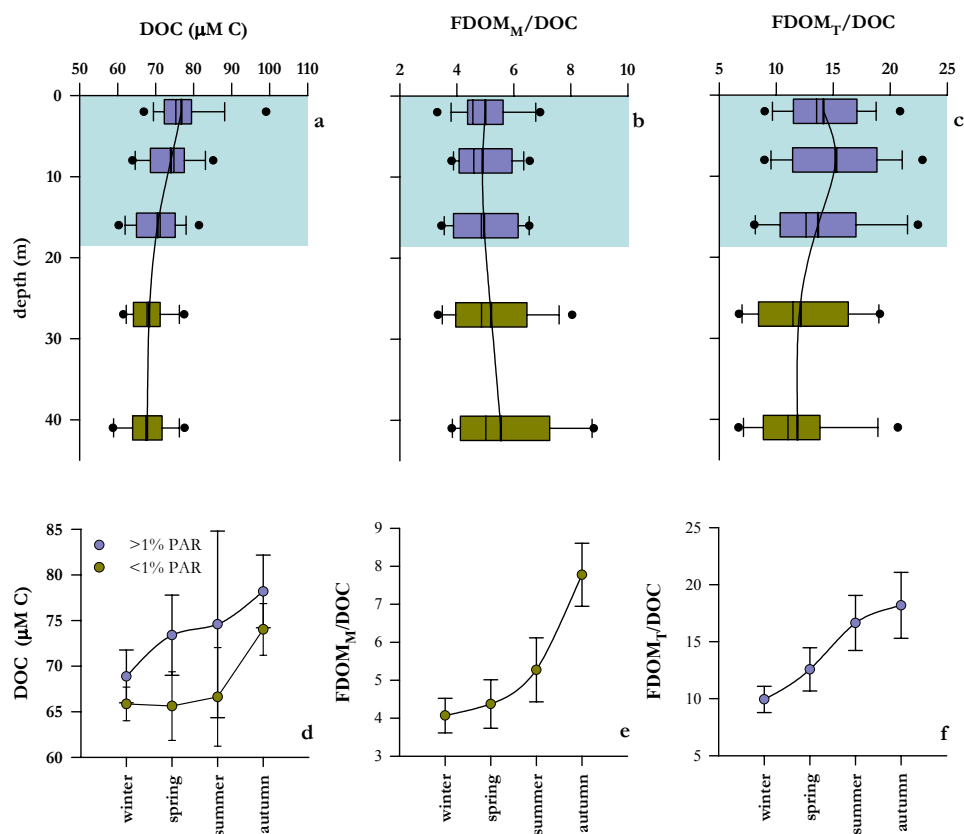 DOC (µM C)
FDOM_M/DOC
FDOM_T/DOC
50 60 70 80 90 100 110
2 4 6 8 10
5 10 15 20 25
0
10
20
30
40
depth (m)
a
b
c
85
80
75
70
65
60
DOC (µM C)
>1% PAR
<1% PAR
d
winter
spring
summer
autumn
9
8
7
6
5
4
3
FDOM_M/DOC
e
winter
spring
summer
autumn
25
20
15
10
5
FDOM_T/DOC
f
winter
spring
summer
autumn